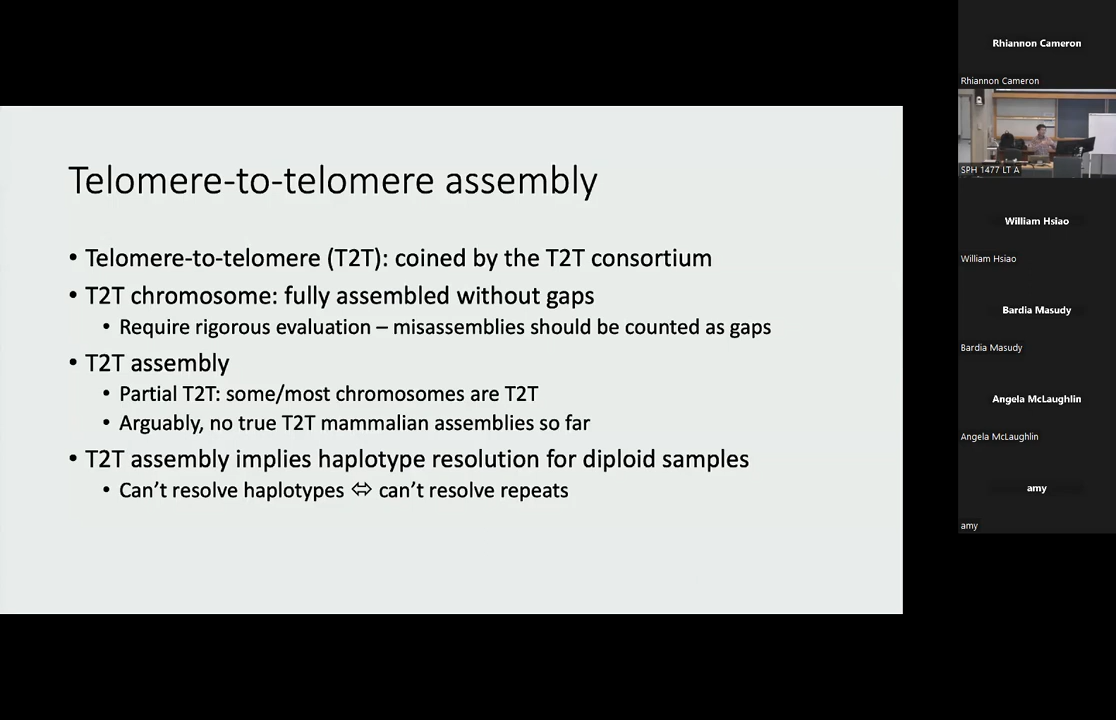 Telomere-to-telomere assembly
• Telomere-to-telomere (T2T): coined by the T2T consortium
• T2T chromosome: fully assembled without gaps
• Require rigorous evaluation – misassemblies should be counted as gaps
• T2T assembly
• Partial T2T: some/most chromosomes are T2T
• Arguably, no true T2T mammalian assemblies so far
• T2T assembly implies haplotype resolution for diploid samples
• Can't resolve haplotypes ⇔ can't resolve repeats
Rhiannon Cameron
Rhiannon Cameron
SPH 1477 LT A
William Hsiao
William Hsiao
Bardia Masudy
Bardia Masudy
Angela McLaughlin
Angela McLaughlin
amy
amy